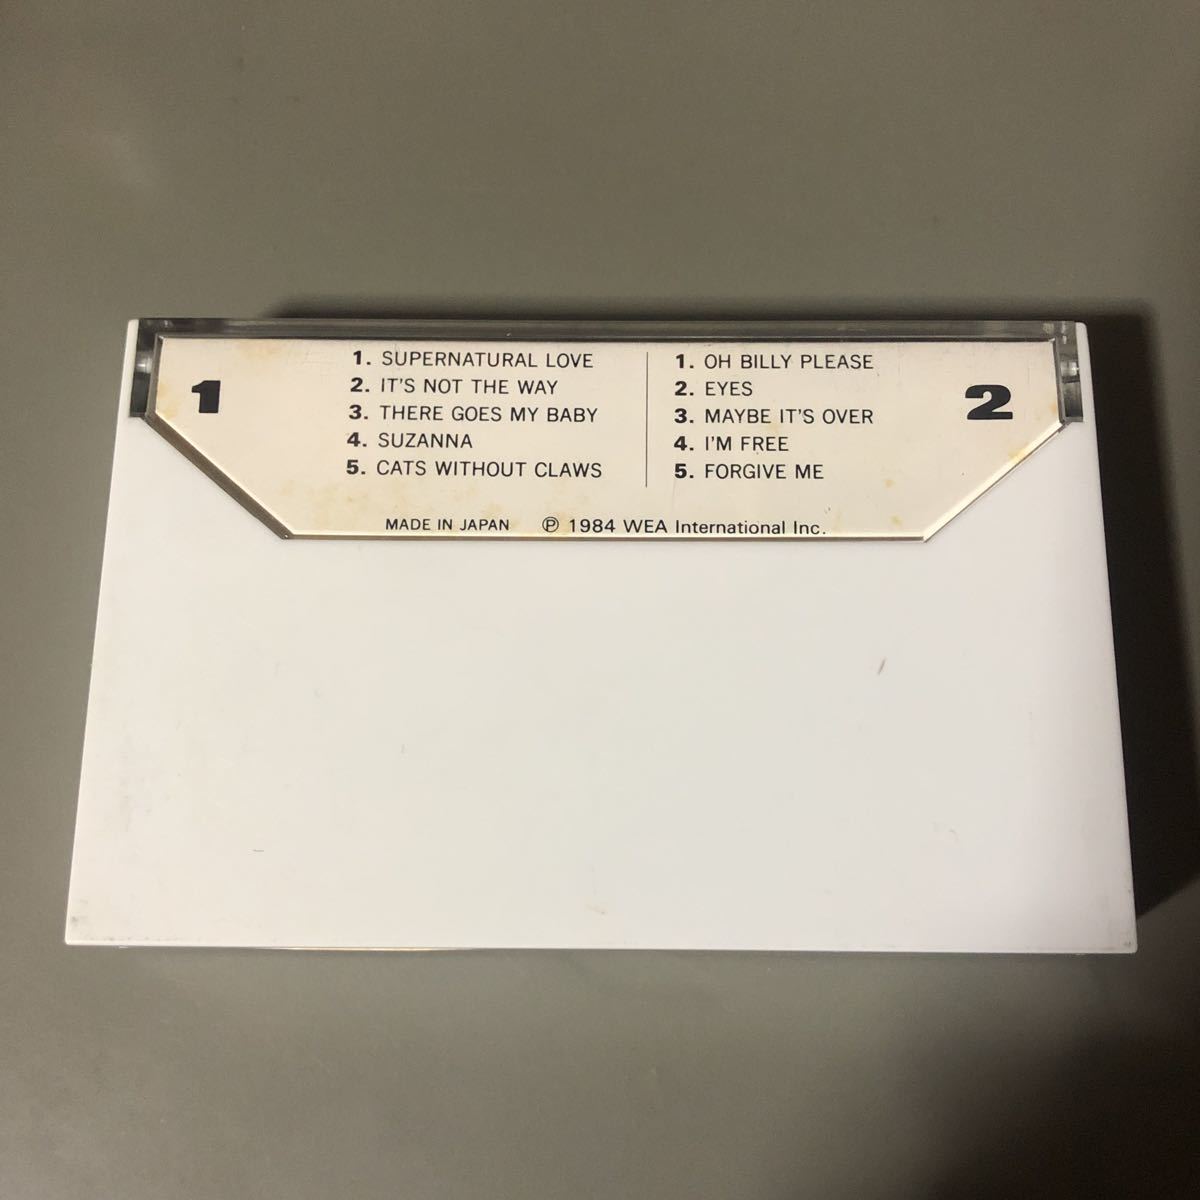 1
1. SUPERNATURAL LOVE
2. IT'S NOT THE WAY
3. THERE GOES MY BABY
4. SUZANNA
5. CATS WITHOUT CLAWS
1. OH BILLY PLEASE
2. EYES
3. MAYBE IT'S OVER
4. I'M FREE
5. FORGIVE ME
2
MADE IN JAPAN ℗ 1984 WEA International Inc.